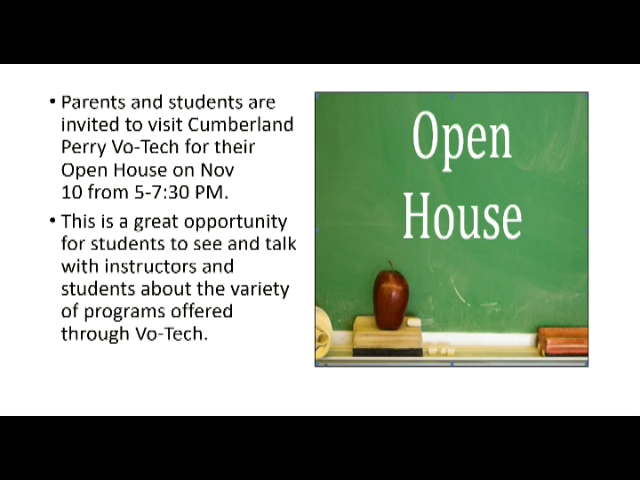 • Parents and students are
invited to visit Cumberland
Perry Vo-Tech for their
Open House on Nov
10 from 5-7:30 PM.
• This is a great opportunity
for students to see and talk
with instructors and
students about the variety
of programs offered
through Vo-Tech.
Open
House